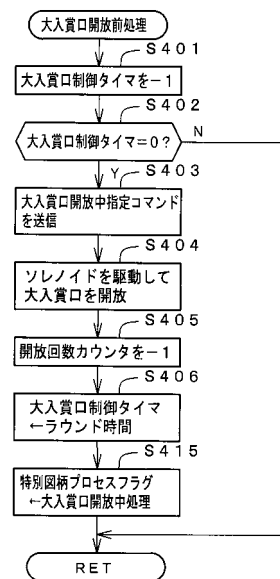 大入賞口開放前処理
S401
大入賞口制御タイマを-1
S402
大入賞口制御タイマ=0?
N
Y
S403
大入賞口開放中指定コマンド
を送信
S404
ソレノイドを駆動して
大入賞口を開放
S405
開放回数カウンタを-1
S406
大入賞口制御タイマ
←ラウンド時間
S415
特別図柄プロセスフラグ
←大入賞口開放中処理
RET